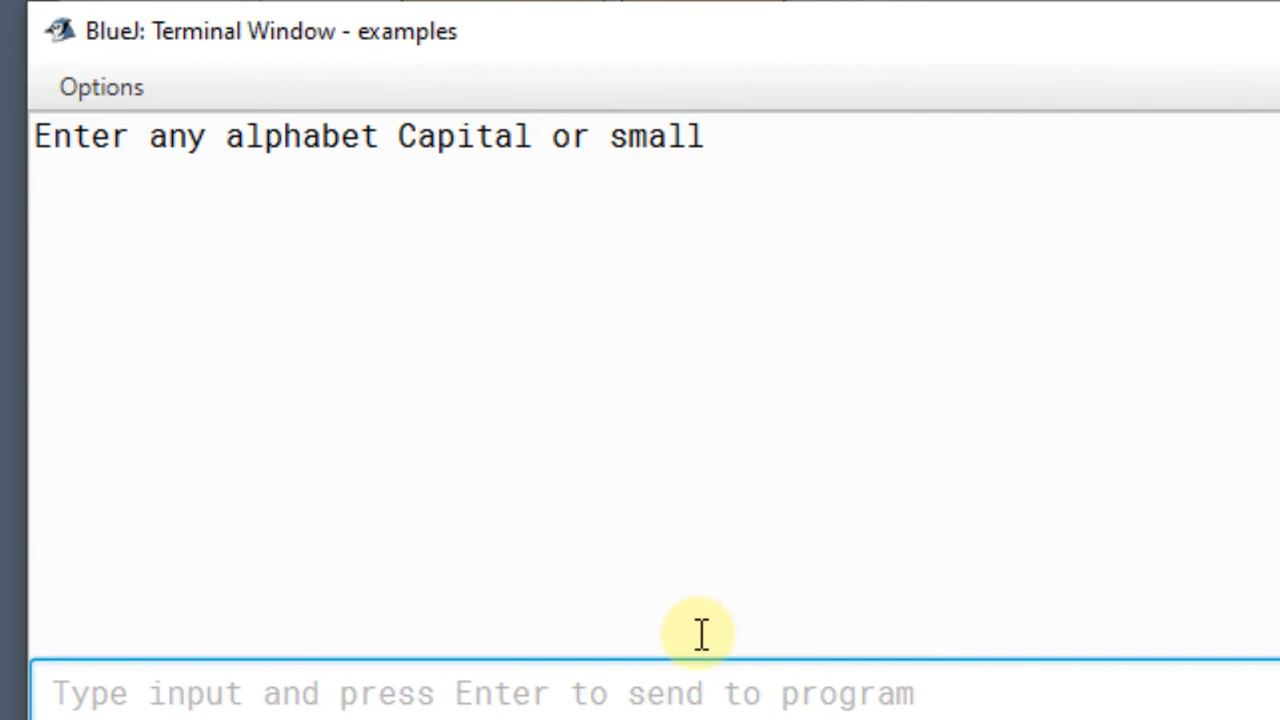 BlueJ: Terminal Window - examples
Options
Enter any alphabet Capital or small
Type input and press Enter to send to program